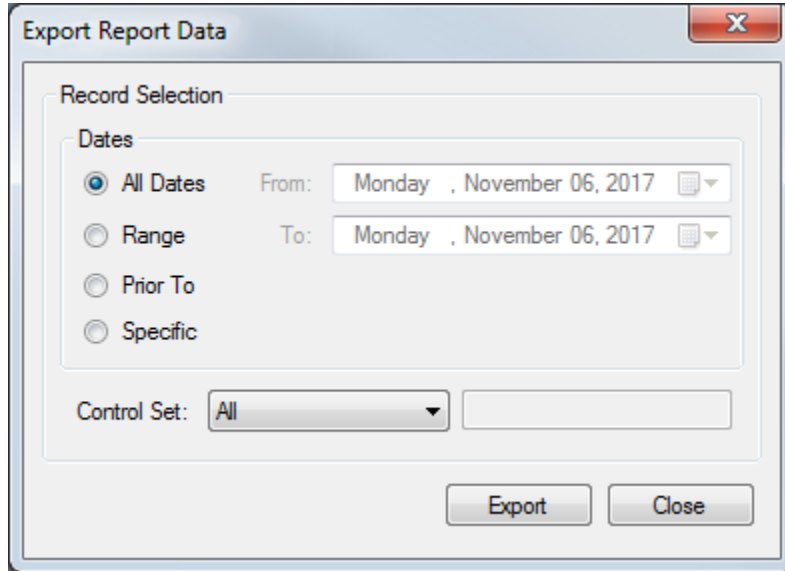 Export Report Data
Record Selection
Dates
All Dates From: Monday , November 06, 2017
Range To: Monday , November 06, 2017
Prior To
Specific
Control Set: All
Export Close